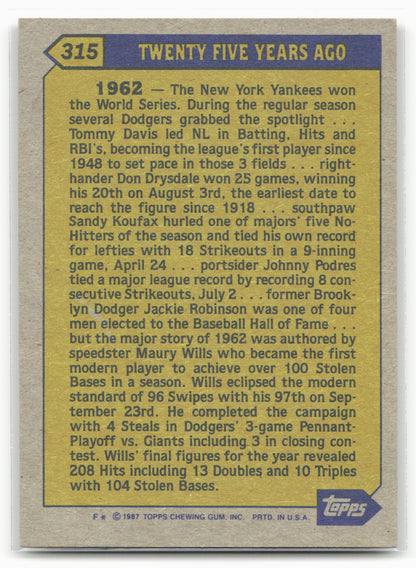 315 TWENTY FIVE YEARS AGO
1962 — The New York Yankees won
the World Series. During the regular season
several Dodgers grabbed the spotlight . . .
Tommy Davis led NL in Batting, Hits and
RBI's, becoming the league's first player since
1948 to set pace in those 3 fields . . . right-
hander Don Drysdale won 25 games, winning
his 20th on August 3rd, the earliest date to
reach the figure since 1918 . . . southpaw
Sandy Koufax hurled one of majors' five No-
Hitters of the season and tied his own record
for lefties with 18 Strikeouts in a 9-inning
game, April 24 . . . portsider Johnny Podres
tied a major league record by recording 8 con-
secutive Strikeouts, July 2 . . . former Brook-
lyn Dodger Jackie Robinson was one of four
men elected to the Baseball Hall of Fame . . .
but the major story of 1962 was authored by
speedster Maury Wills who became the first
modern player to achieve over 100 Stolen
Bases in a season. Wills eclipsed the modern
standard of 96 Swipes with his 97th on Sep-
tember 23rd. He completed the campaign
with 4 Steals in Dodgers' 3-game Pennant-
Playoff vs. Giants including 3 in closing con-
test. Wills' final figures for the year revealed
208 Hits including 13 Doubles and 10 Triples
with 104 Stolen Bases.
topps
F* © 1987 TOPPS CHEWING GUM, INC. PRTD. IN U.S.A.